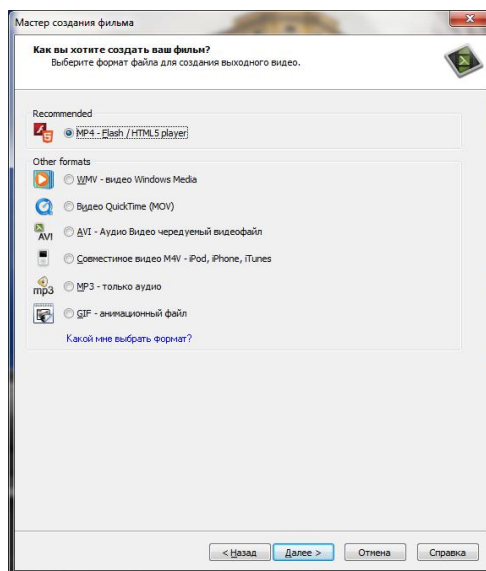 Мастер создания фильма
Как вы хотите создать ваш фильм?
Выберите формат файла для создания выходного видео.
Recommended
MP4 - Flash / HTML5 player
Other formats
WMV - видео Windows Media
Видео QuickTime (MOV)
AVI
AVI - Аудио Видео чередуемый видеофайл
Совместимое видео M4V - iPod, iPhone, iTunes
mp3
MP3 - только аудио
GIF - анимационный файл
Какой мне выбрать формат?
< Назад Далее > Отмена Справка